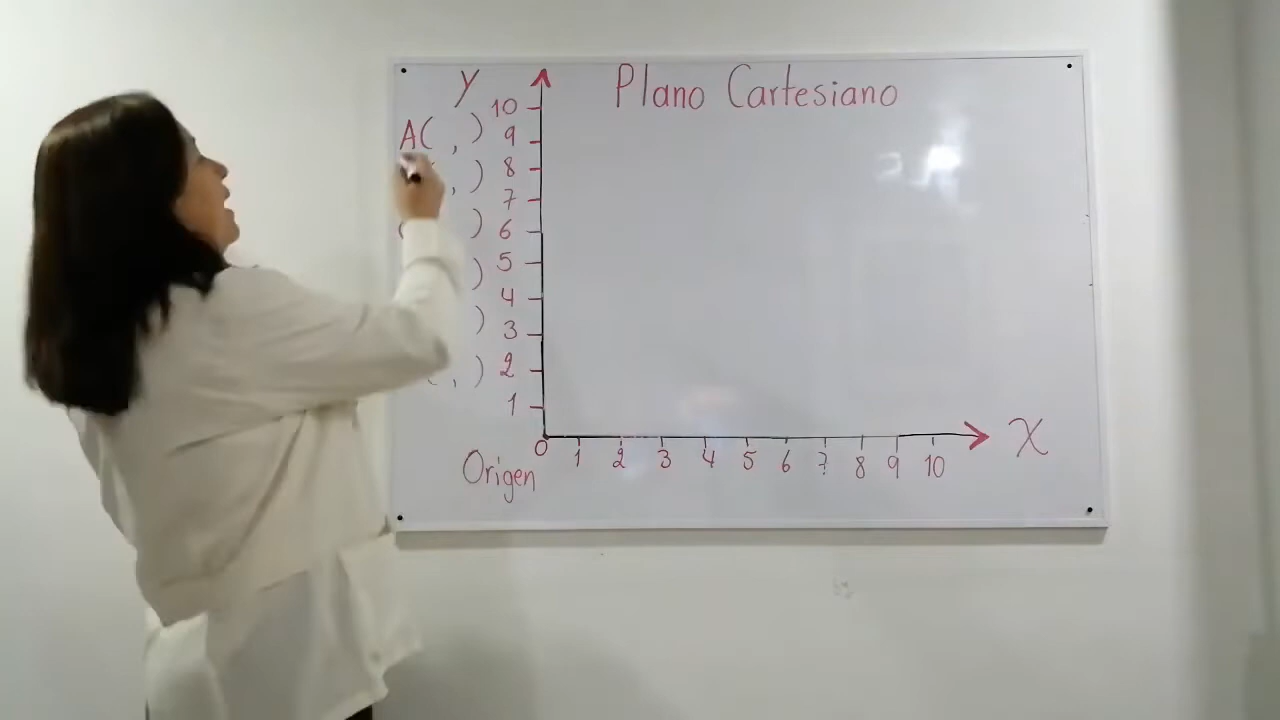 Plano Cartesiano
y
10
A( , ) 9
, ) 8
7
) 6
) 5
4
) 3
( , ) 2
1
0 1 2 3 4 5 6 7 8 9 10 x
Origen